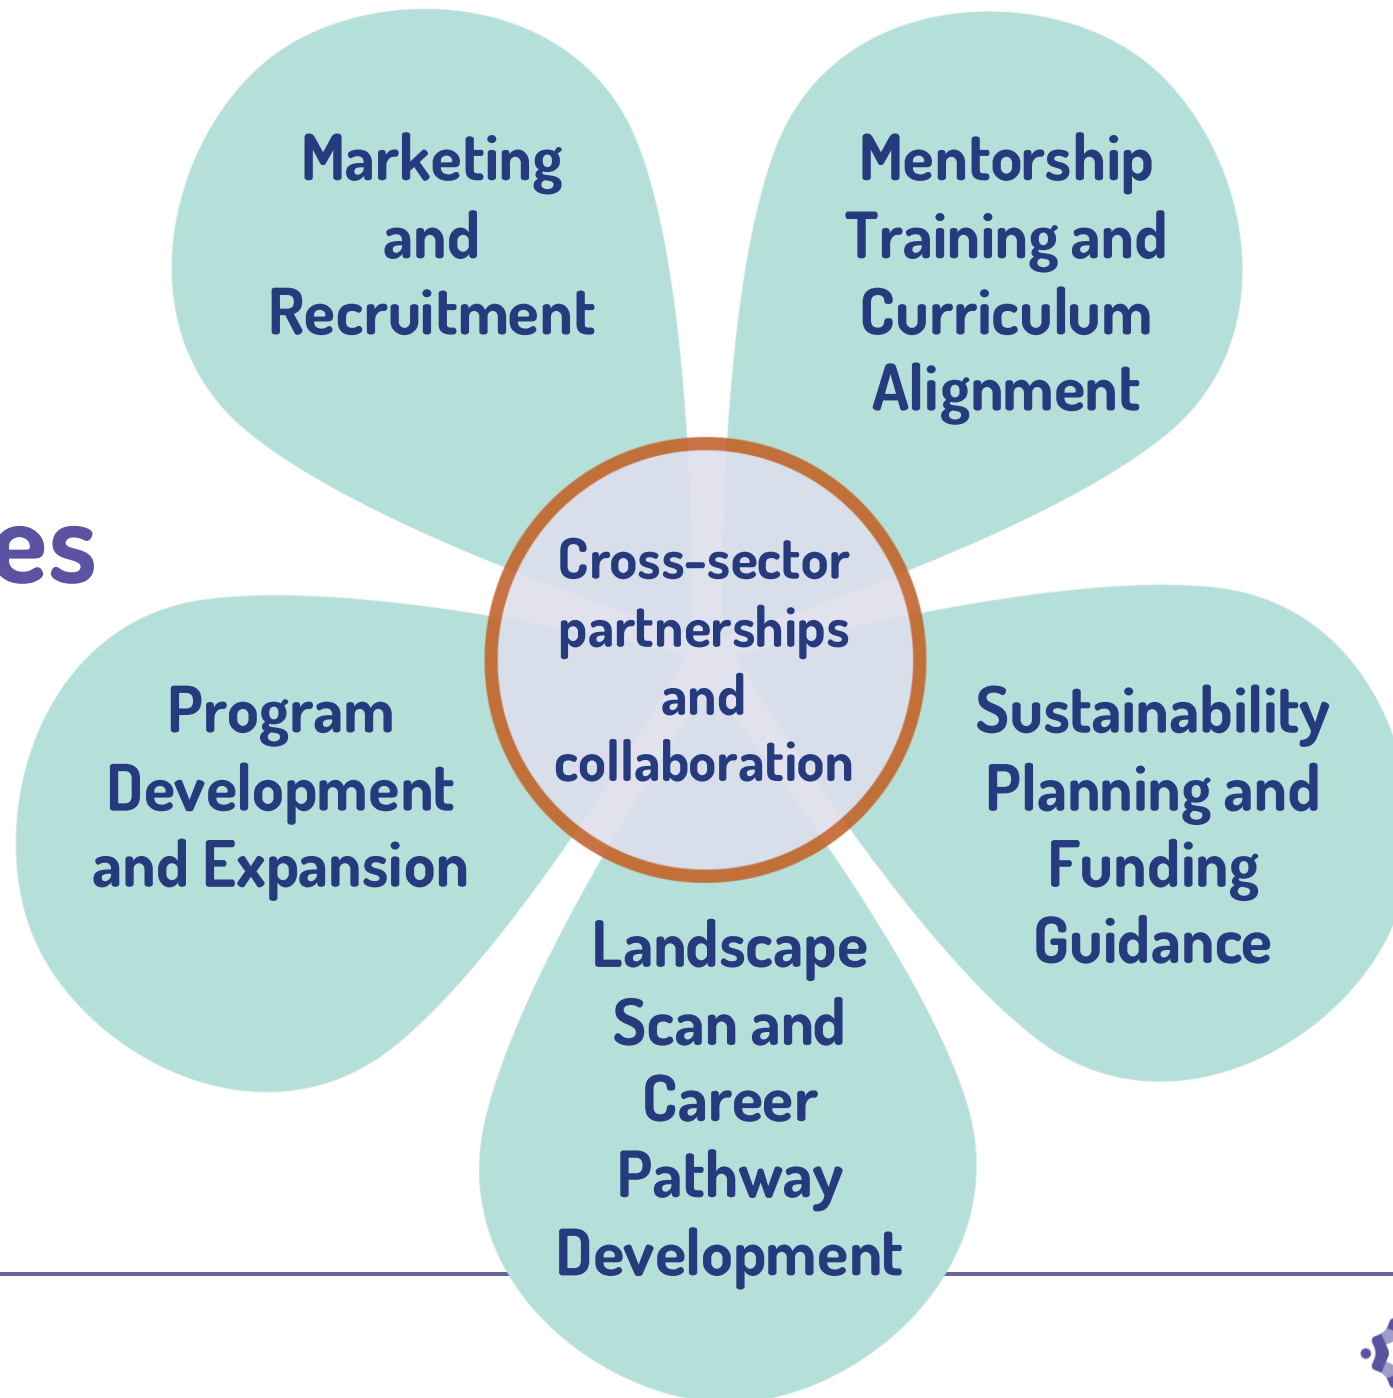 Marketing
and
Recruitment
Mentorship
Training and
Curriculum
Alignment
es
Cross-sector
partnerships
and
collaboration
Program
Development
and Expansion
Sustainability
Planning and
Funding
Guidance
Landscape
Scan and
Career
Pathway
Development